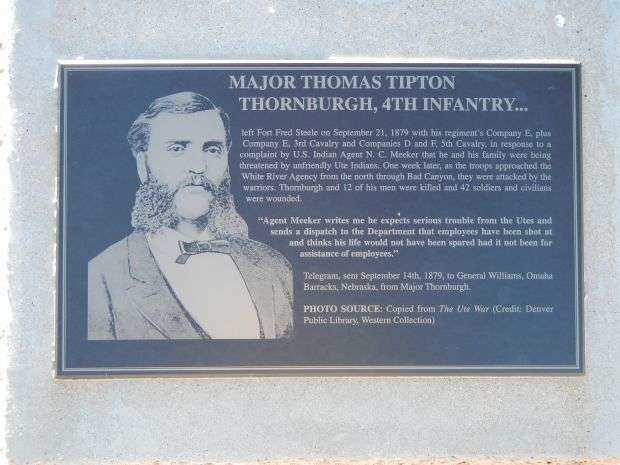 MAJOR THOMAS TIPTON
THORNBURGH, 4TH INFANTRY...
left Fort Fred Steele on September 21, 1879 with his regiment's Company E, plus
Company E, 3rd Cavalry and Companies D and F, 5th Cavalry, in response to a
complaint by U.S. Indian Agent N. C. Meeker that he and his family were being
threatened by unfriendly Ute Indians. One week later, as the troops approached the
White River Agency from the north through Bad Canyon, they were attacked by the
warriors. Thornburgh and 12 of his men were killed and 42 soldiers and civilians
were wounded.
"Agent Meeker writes me he expects serious trouble from the Utes and
sends a dispatch to the Department that employees have been shot at
and thinks his life would not have been spared had it not been for
assistance of employees."
Telegram, sent September 14th, 1879, to General Williams, Omaha
Barracks, Nebraska, from Major Thornburgh.
PHOTO SOURCE: Copied from The Ute War (Credit: Denver
Public Library, Western Collection)